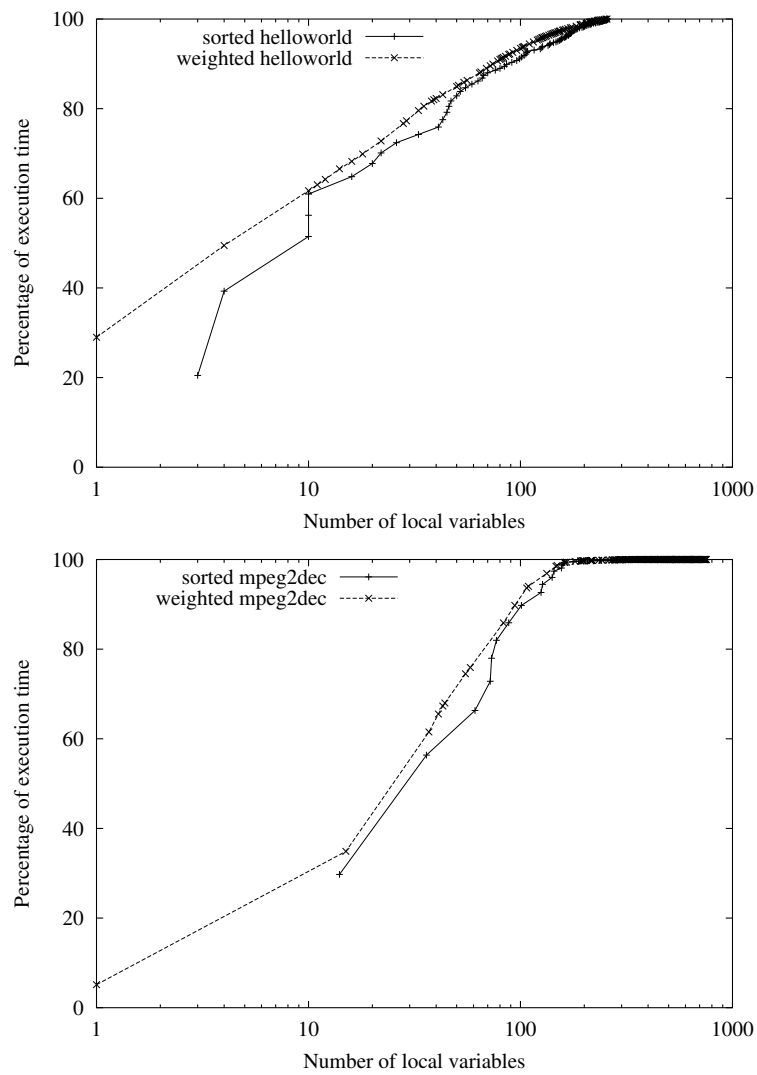 100
sorted helloworld
weighted helloworld
80
60
40
20
0
Percentage of execution time
1 10 100 1000
Number of local variables
100
sorted mpeg2dec
weighted mpeg2dec
80
60
40
20
0
Percentage of execution time
1 10 100 1000
Number of local variables